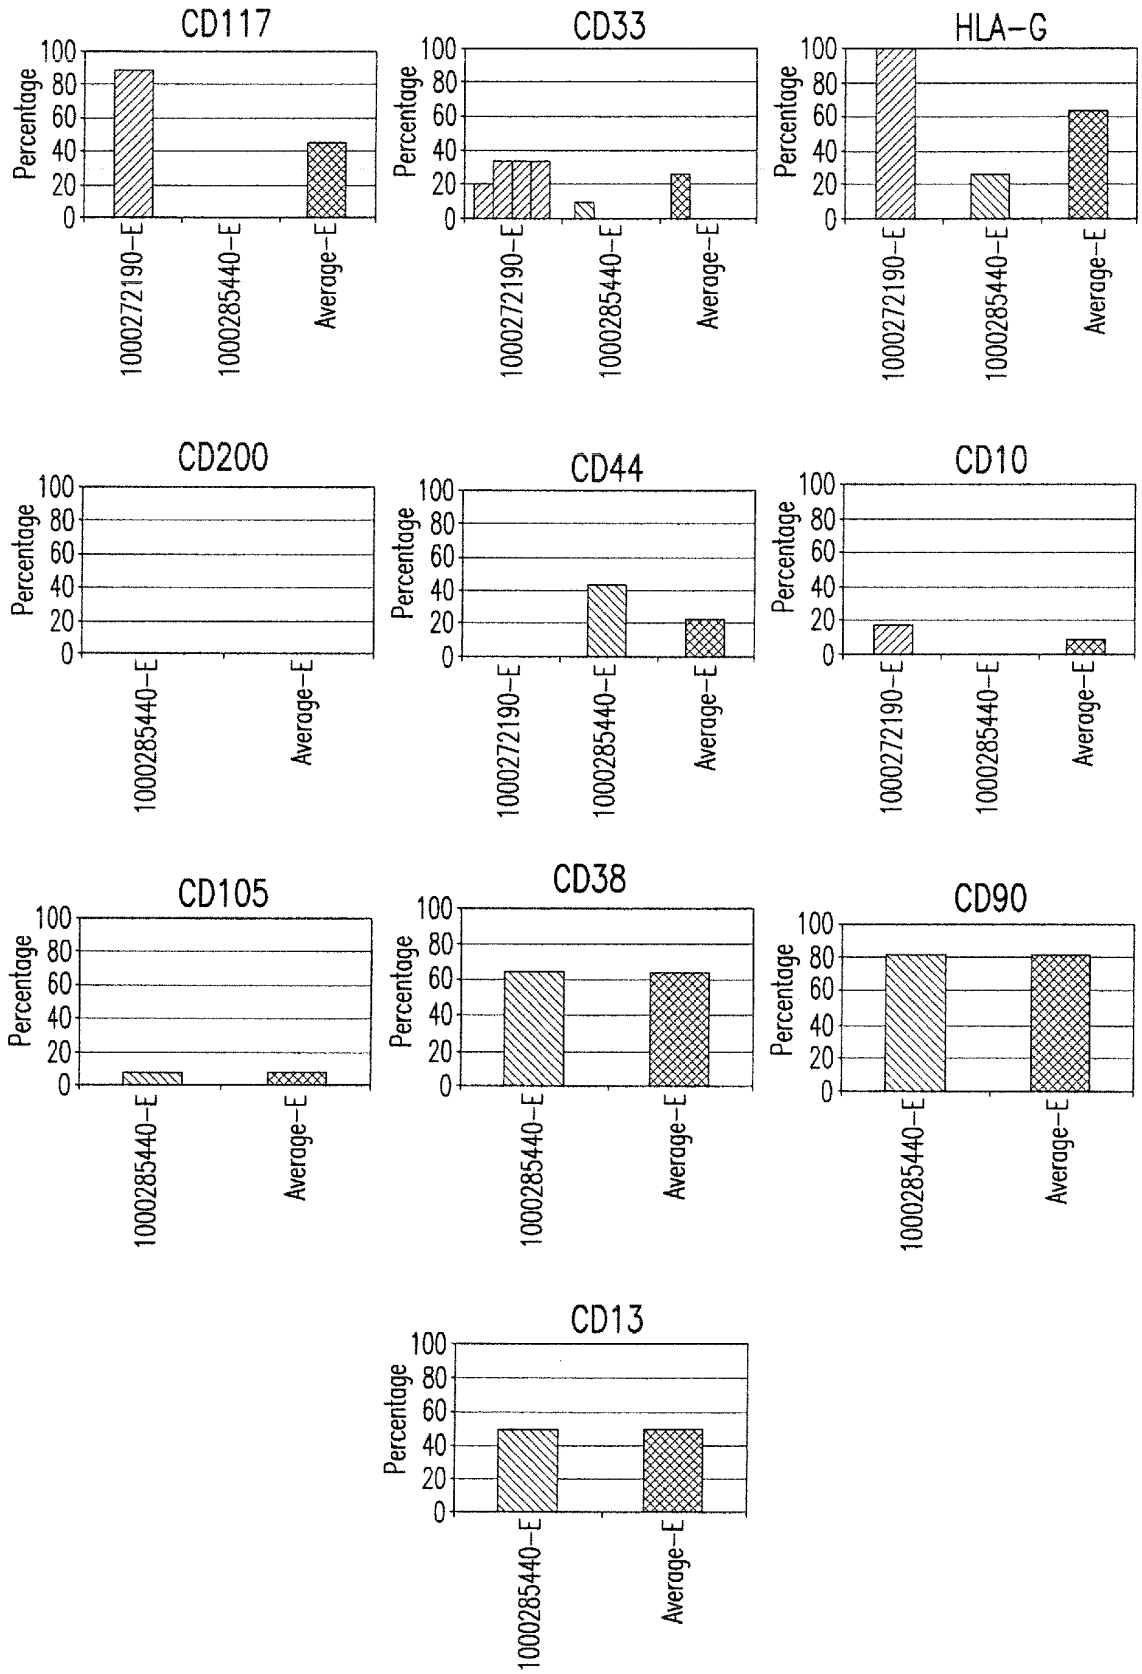 CD117
Percentage
100
80
60
40
20
0
1000272190-E
1000285440-E
Average-E
CD33
Percentage
100
80
60
40
20
0
1000272190-E
1000285440-E
Average-E
HLA-G
Percentage
100
80
60
40
20
0
1000272190-E
1000285440-E
Average-E
CD200
Percentage
100
80
60
40
20
0
1000285440-E
Average-E
CD44
Percentage
100
80
60
40
20
0
1000272190-E
1000285440-E
Average-E
CD10
Percentage
100
80
60
40
20
0
1000272190-E
1000285440-E
Average-E
CD105
Percentage
100
80
60
40
20
0
1000285440-E
Average-E
CD38
Percentage
100
80
60
40
20
0
1000285440-E
Average-E
CD90
Percentage
100
80
60
40
20
0
1000285440-E
Average-E
CD13
Percentage
100
80
60
40
20
0
1000285440-E
Average-E